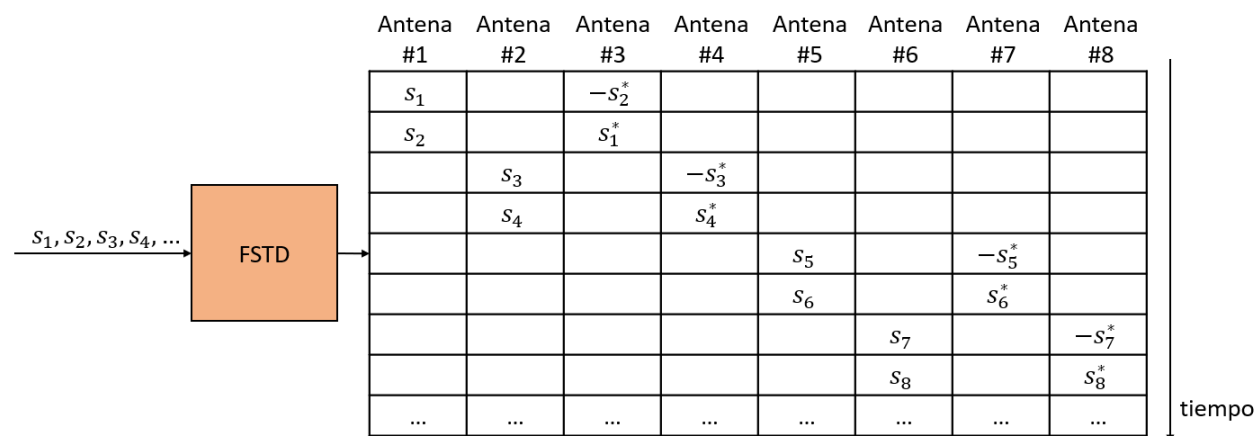 Antena #1 Antena #2 Antena #3 Antena #4 Antena #5 Antena #6 Antena #7 Antena #8
s₁ −s₂*
s₂ s₁*
s₃ −s₃*
s₄ s₄*
s₁, s₂, s₃, s₄, ...
FSTD
s₅ −s₅*
s₆ s₆*
s₇ −s₇*
s₈ s₈*
... ... ... ... ... ... ... ...
tiempo